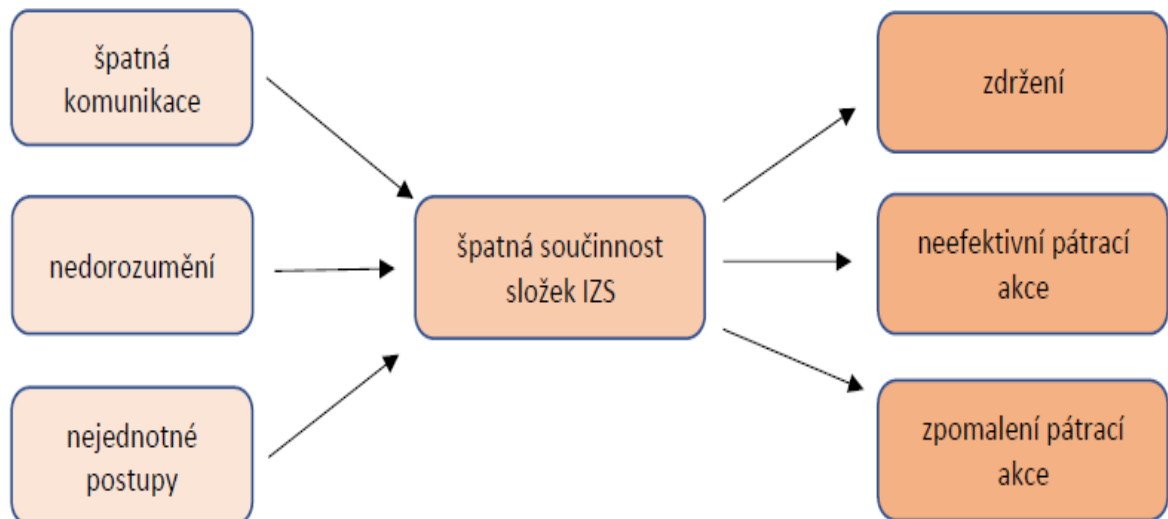 špatná
komunikace
nedorozumění
nejednotné
postupy
špatná součinnost
složek IZS
zdržení
neefektivní pátrací
akce
zpomalení pátrací
akce